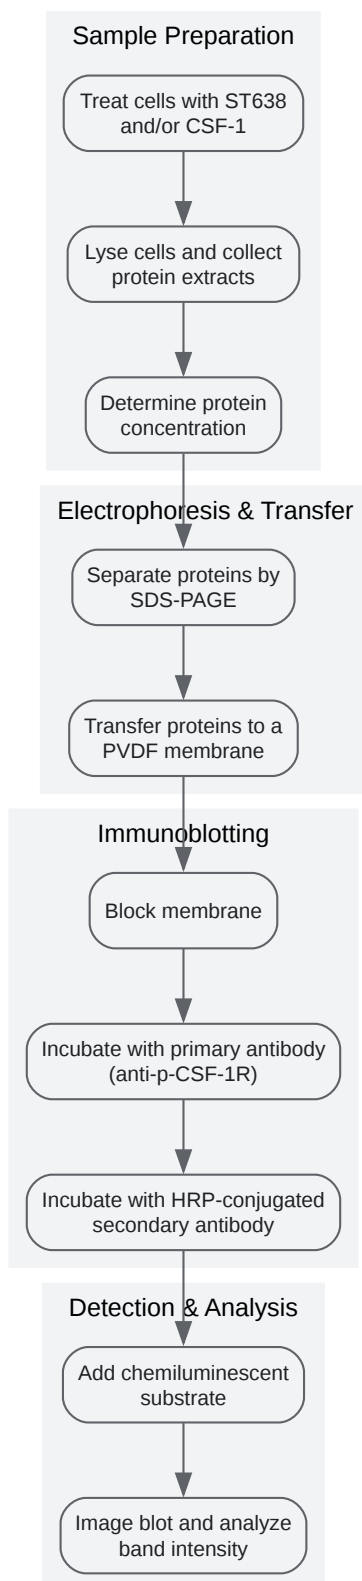 Sample Preparation
Treat cells with ST638
and/or CSF-1
Lyse cells and collect
protein extracts
Determine protein
concentration
Electrophoresis & Transfer
Separate proteins by
SDS-PAGE
Transfer proteins to a
PVDF membrane
Immunoblotting
Block membrane
Incubate with primary antibody
(anti-p-CSF-1R)
Incubate with HRP-conjugated
secondary antibody
Detection & Analysis
Add chemiluminescent
substrate
Image blot and analyze
band intensity